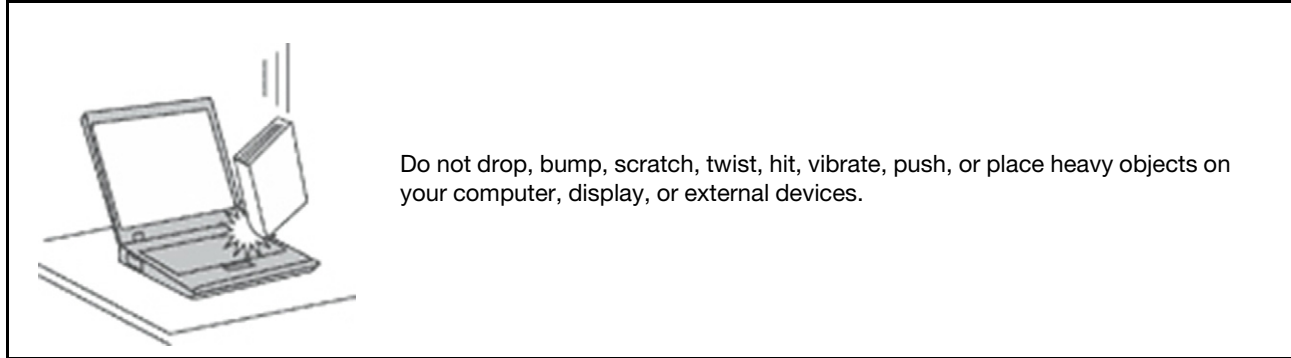 Do not drop, bump, scratch, twist, hit, vibrate, push, or place heavy objects on
your computer, display, or external devices.